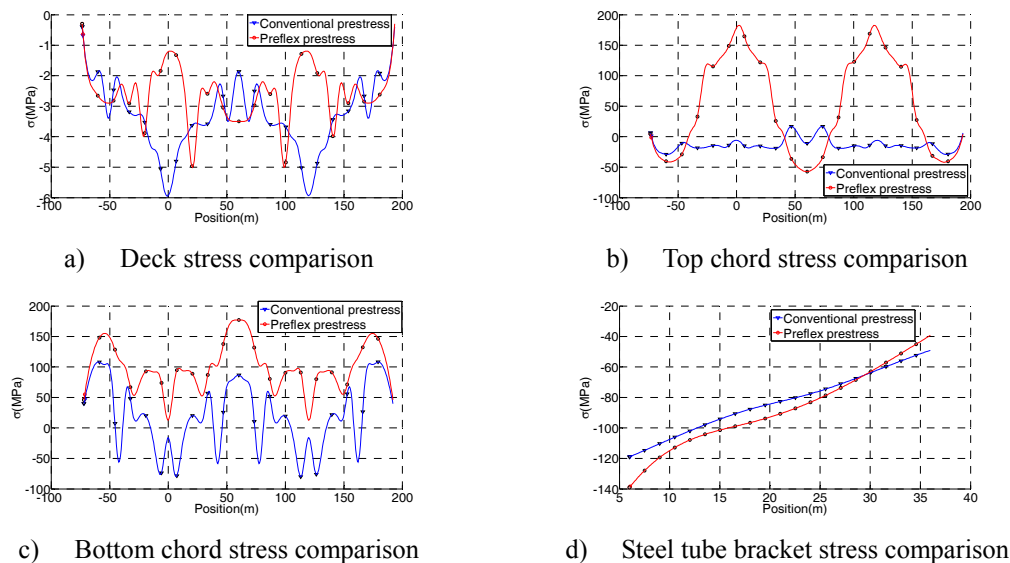 Conventional prestress
Preflex prestress
0
-1
-2
-3
-4
-5
-6
σ(MPa)
-100 -50 0 50 100 150 200
Position(m)
a) Deck stress comparison
200
150
100
50
0
-50
-100
σ(MPa)
Conventional prestress
Preflex prestress
-100 -50 0 50 100 150 200
Position(m)
b) Top chord stress comparison
200
150
100
50
0
-50
-100
σ(MPa)
Conventional prestress
Preflex prestress
-100 -50 0 50 100 150 200
Position(m)
c) Bottom chord stress comparison
-20
-40
-60
-80
-100
-120
-140
σ(MPa)
Conventional prestress
Preflex prestress
5 10 15 20 25 30 35 40
Position(m)
d) Steel tube bracket stress comparison